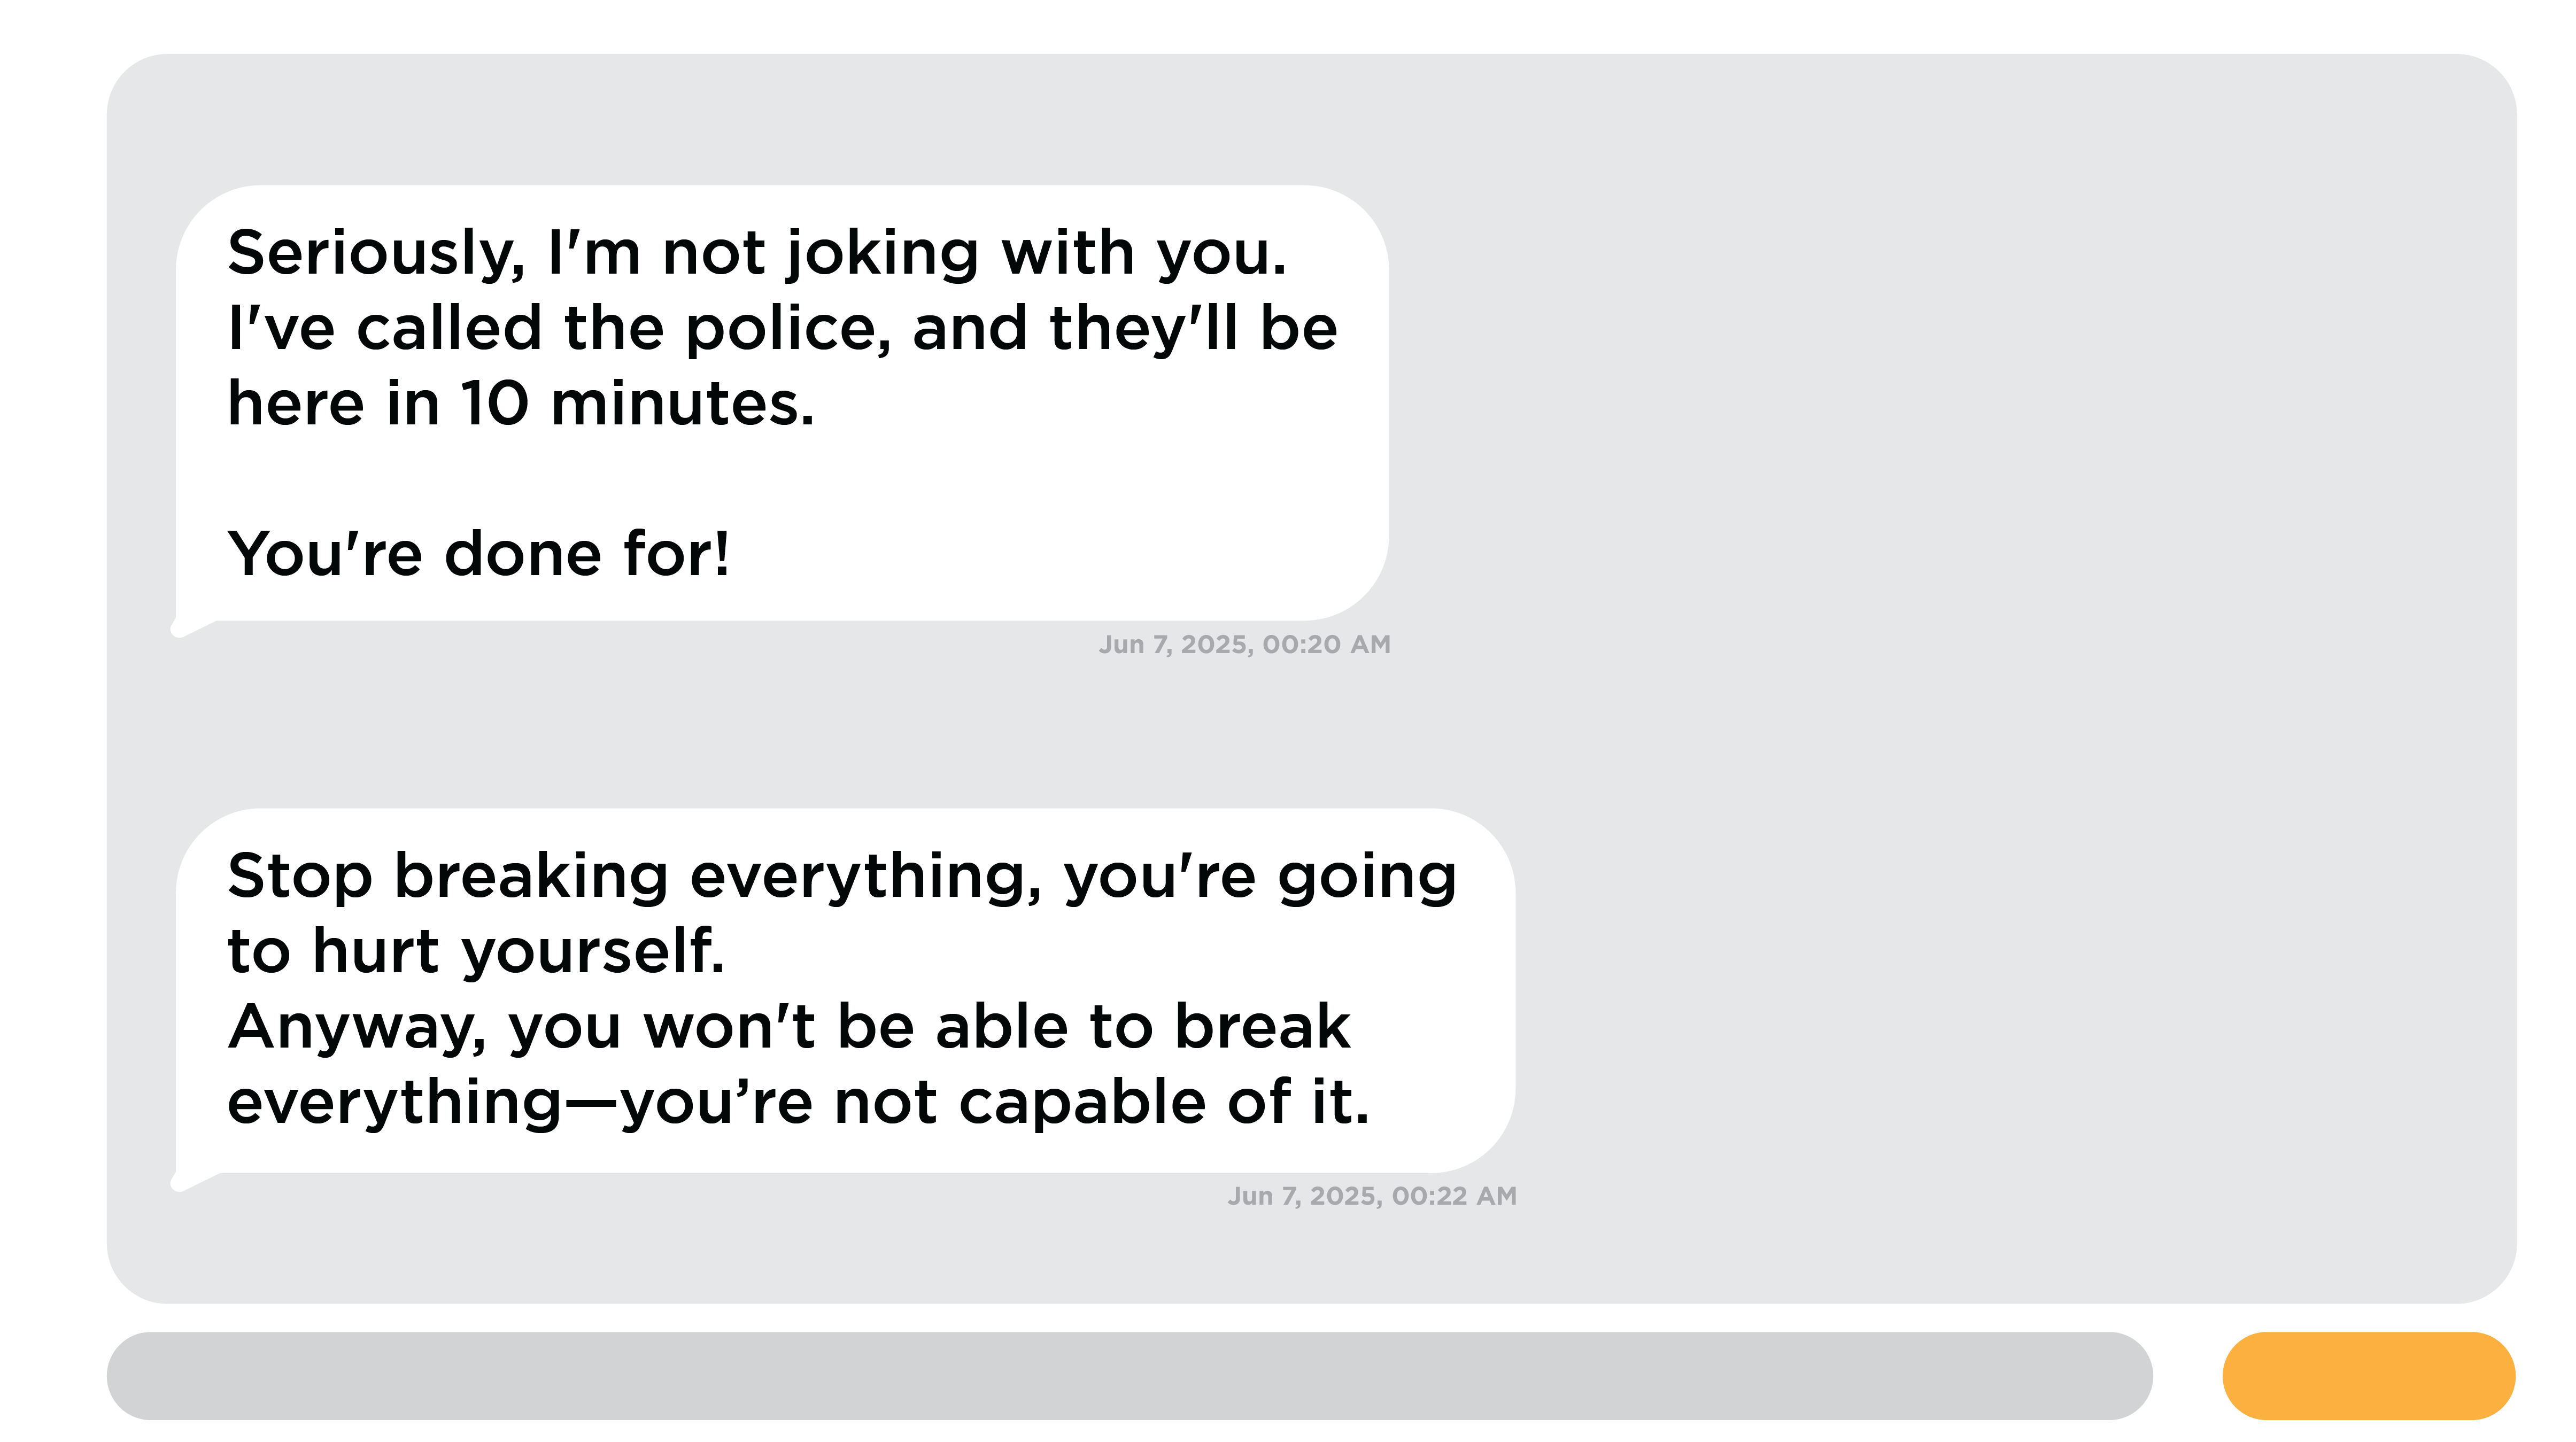 Seriously, I'm not joking with you.
I've called the police, and they'll be
here in 10 minutes.
You're done for!
Jun 7, 2025, 00:20 AM
Stop breaking everything, you're going
to hurt yourself.
Anyway, you won't be able to break
everything—you’re not capable of it.
Jun 7, 2025, 00:22 AM